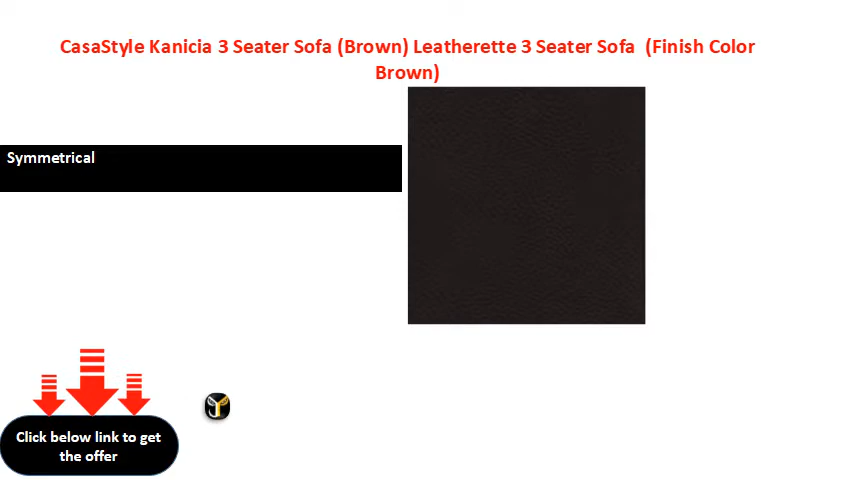 CasaStyle Kanicia 3 Seater Sofa (Brown) Leatherette 3 Seater Sofa  (Finish Color
Brown)
Symmetrical
Click below link to get
the offer